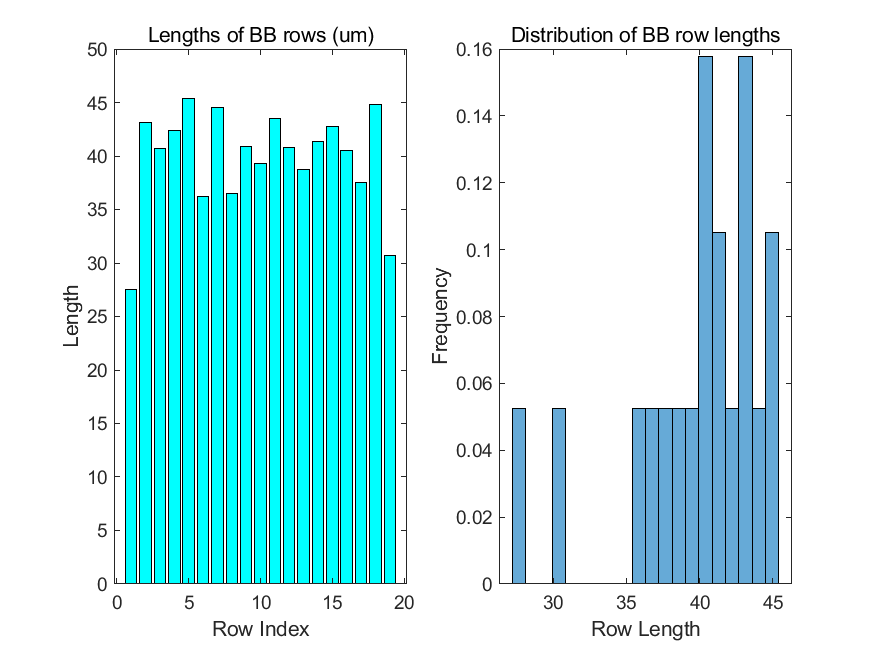 Lengths of BB rows (um)
50
45
40
35
30
25
20
15
10
5
0
Length
0 5 10 15 20
Row Index
Distribution of BB row lengths
0.16
0.14
0.12
0.1
0.08
0.06
0.04
0.02
0
Frequency
30 35 40 45
Row Length